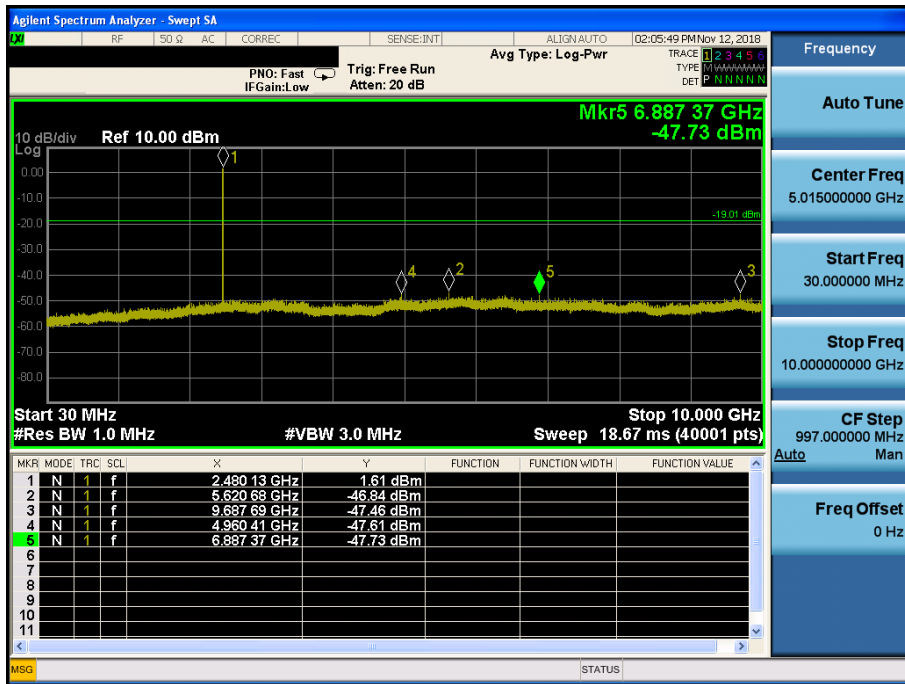 Agilent Spectrum Analyzer - Swept SA
LXI RF 50 Ω AC CORREC SENSE:INT ALIGN AUTO 02:05:49 PM Nov 12, 2018
PNO: Fast
IFGain:Low
Trig: Free Run
Atten: 20 dB
Avg Type: Log-Pwr
TRACE 1 2 3 4 5 6
TYPE M WWWWW
DET P N N N N N
Mkr5 6.887 37 GHz
-47.73 dBm
10 dB/div Ref 10.00 dBm
Log
0.00
-10.0
-20.0
-30.0
-40.0
-50.0
-60.0
-70.0
-80.0
1
-19.01 dBm
4 2 5 3
Start 30 MHz Stop 10.000 GHz
#Res BW 1.0 MHz #VBW 3.0 MHz Sweep 18.67 ms (40001 pts)
MKR MODE TRC SCL X Y FUNCTION FUNCTION WIDTH FUNCTION VALUE
1 N 1 f 2.480 13 GHz 1.61 dBm
2 N 1 f 5.620 68 GHz -46.84 dBm
3 N 1 f 9.687 69 GHz -47.46 dBm
4 N 1 f 4.960 41 GHz -47.61 dBm
5 N 1 f 6.887 37 GHz -47.73 dBm
6
7
8
9
10
11
MSG STATUS
Frequency
Auto Tune
Center Freq
5.015000000 GHz
Start Freq
30.000000 MHz
Stop Freq
10.000000000 GHz
CF Step
997.000000 MHz
Auto Man
Freq Offset
0 Hz